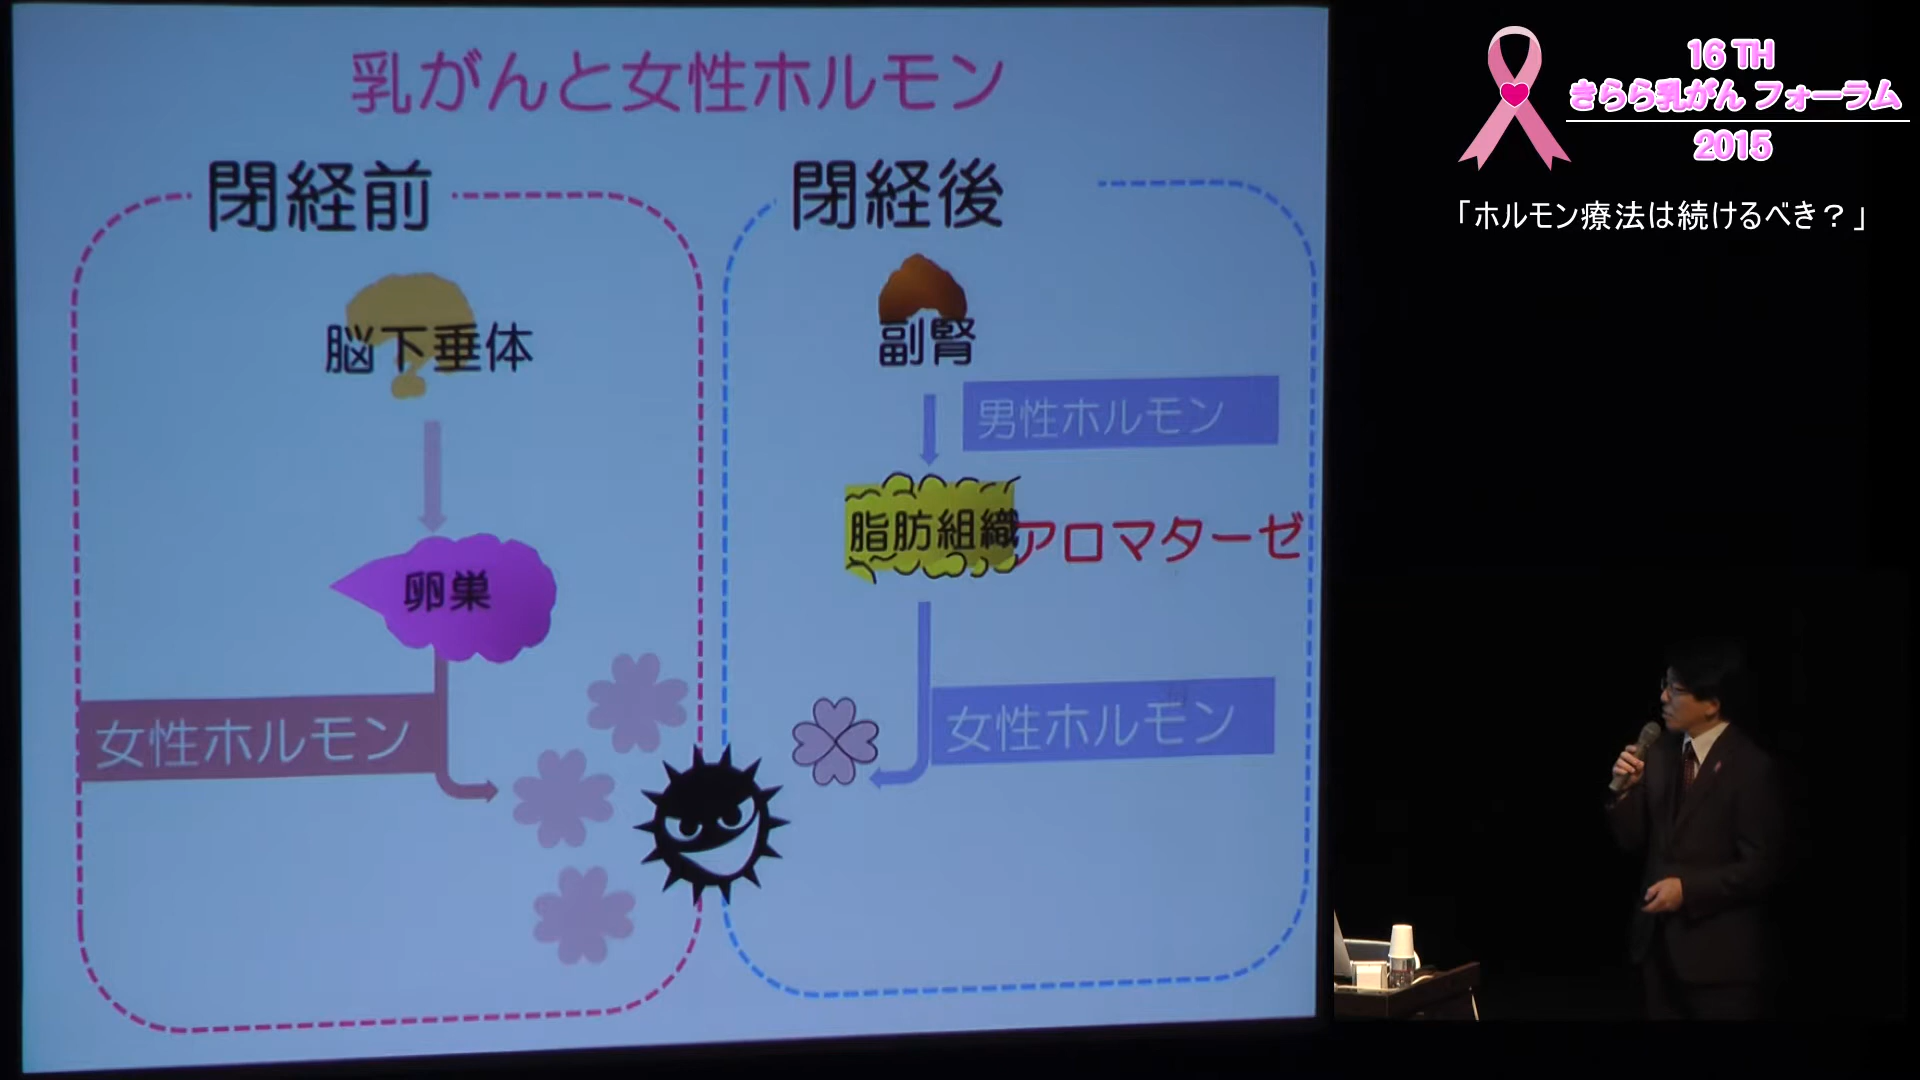 乳がんと女性ホルモン
閉経前
脳下垂体
卵巣
女性ホルモン
閉経後
副腎
男性ホルモン
脂肪組織
アロマターゼ
女性ホルモン
16 TH
きらら乳がん フォーラム
2015
「ホルモン療法は続けるべき？」